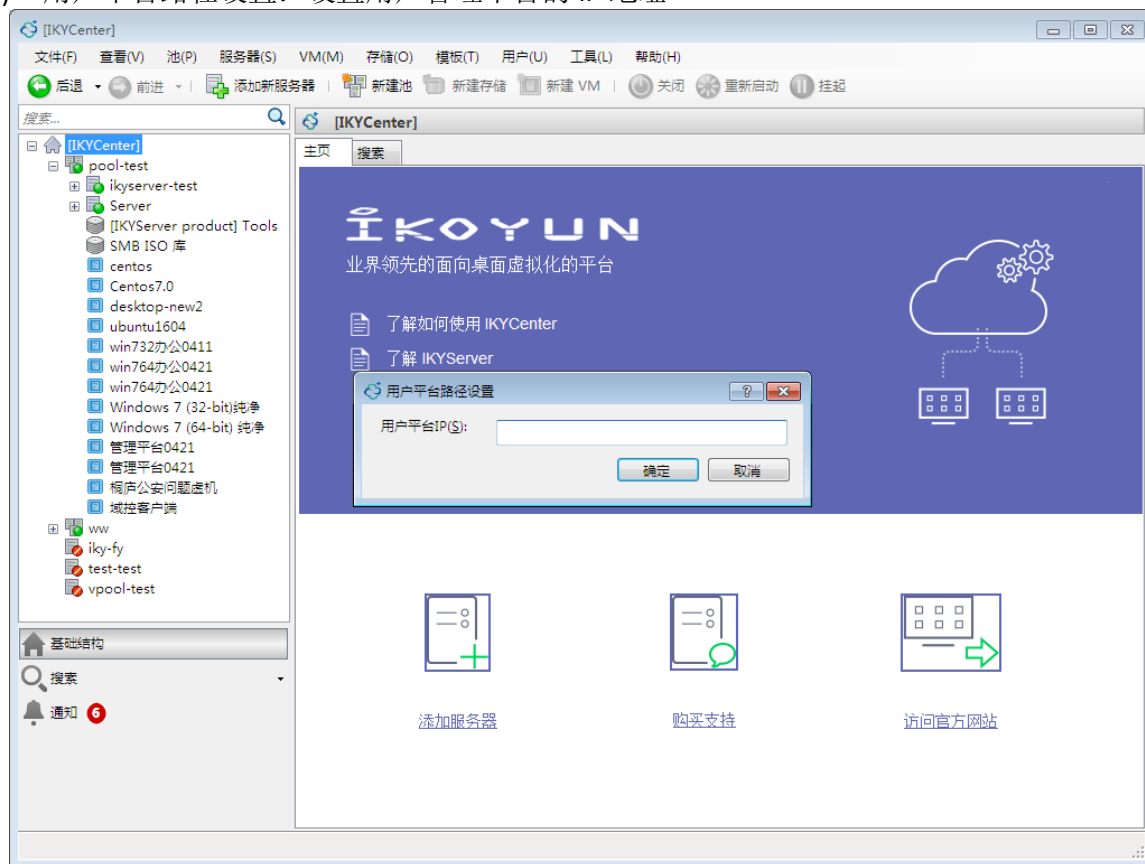 [IKYCenter]
文件(F) 查看(V) 池(P) 服务器(S) VM(M) 存储(O) 模板(T) 用户(U) 工具(L) 帮助(H)
后退 前进 添加新服务器 新建池 新建存储 新建 VM 关闭 重新启动 挂起
搜索...
[IKYCenter]
[IKYCenter]
主页 搜索
pool-test
ikyserver-test
Server
[IKYServer product] Tools
SMB ISO 库
centos
Centos7.0
desktop-new2
ubuntu1604
win732办公0411
win764办公0421
win764办公0421
Windows 7 (32-bit)纯净
Windows 7 (64-bit) 纯净
管理平台0421
管理平台0421
桐庐公安问题虚机
域控客户端
ww
iky-fy
test-test
vpool-test
基础结构
搜索
通知 6
IKOYUN
业界领先的面向桌面虚拟化的平台
了解如何使用 IKYCenter
了解 IKYServer
用户平台路径设置
用户平台IP(S):
确定 取消
添加服务器 购买支持 访问官方网站